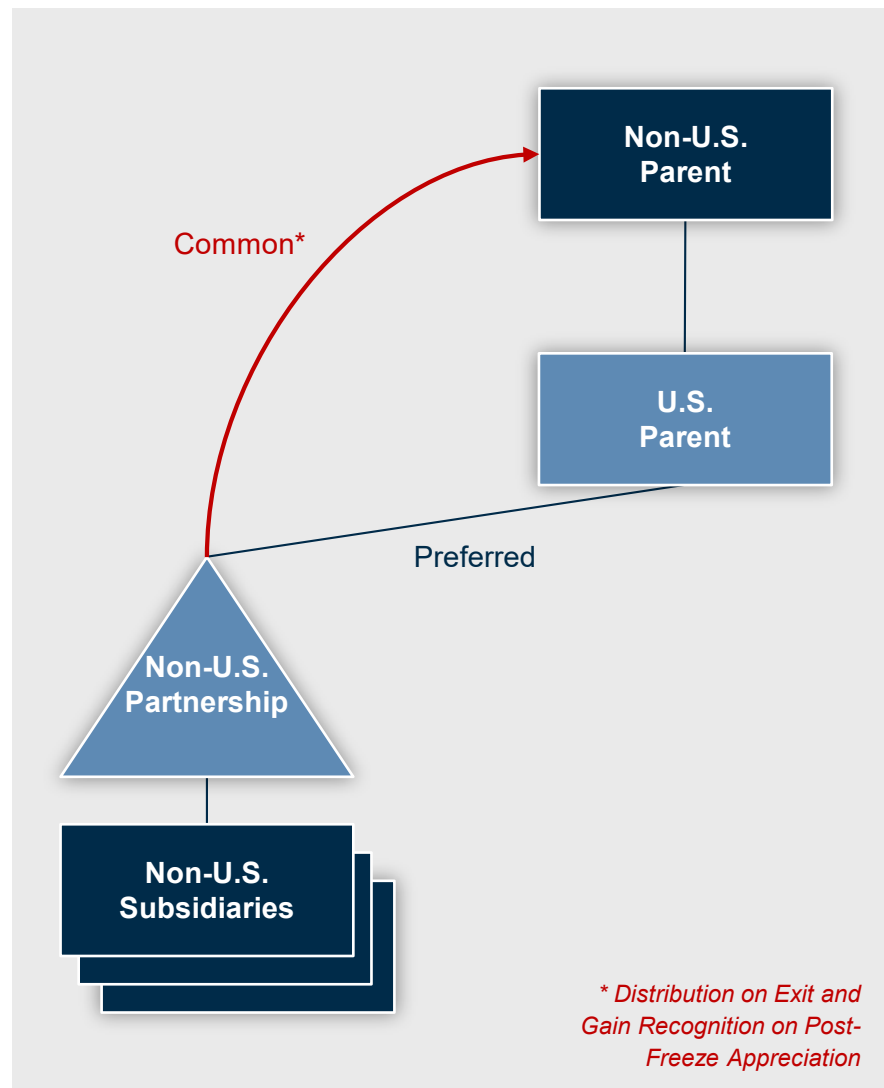 Non-U.S.
Parent
Common*
U.S.
Parent
Preferred
Non-U.S.
Partnership
Non-U.S.
Subsidiaries
* Distribution on Exit and
Gain Recognition on Post-
Freeze Appreciation